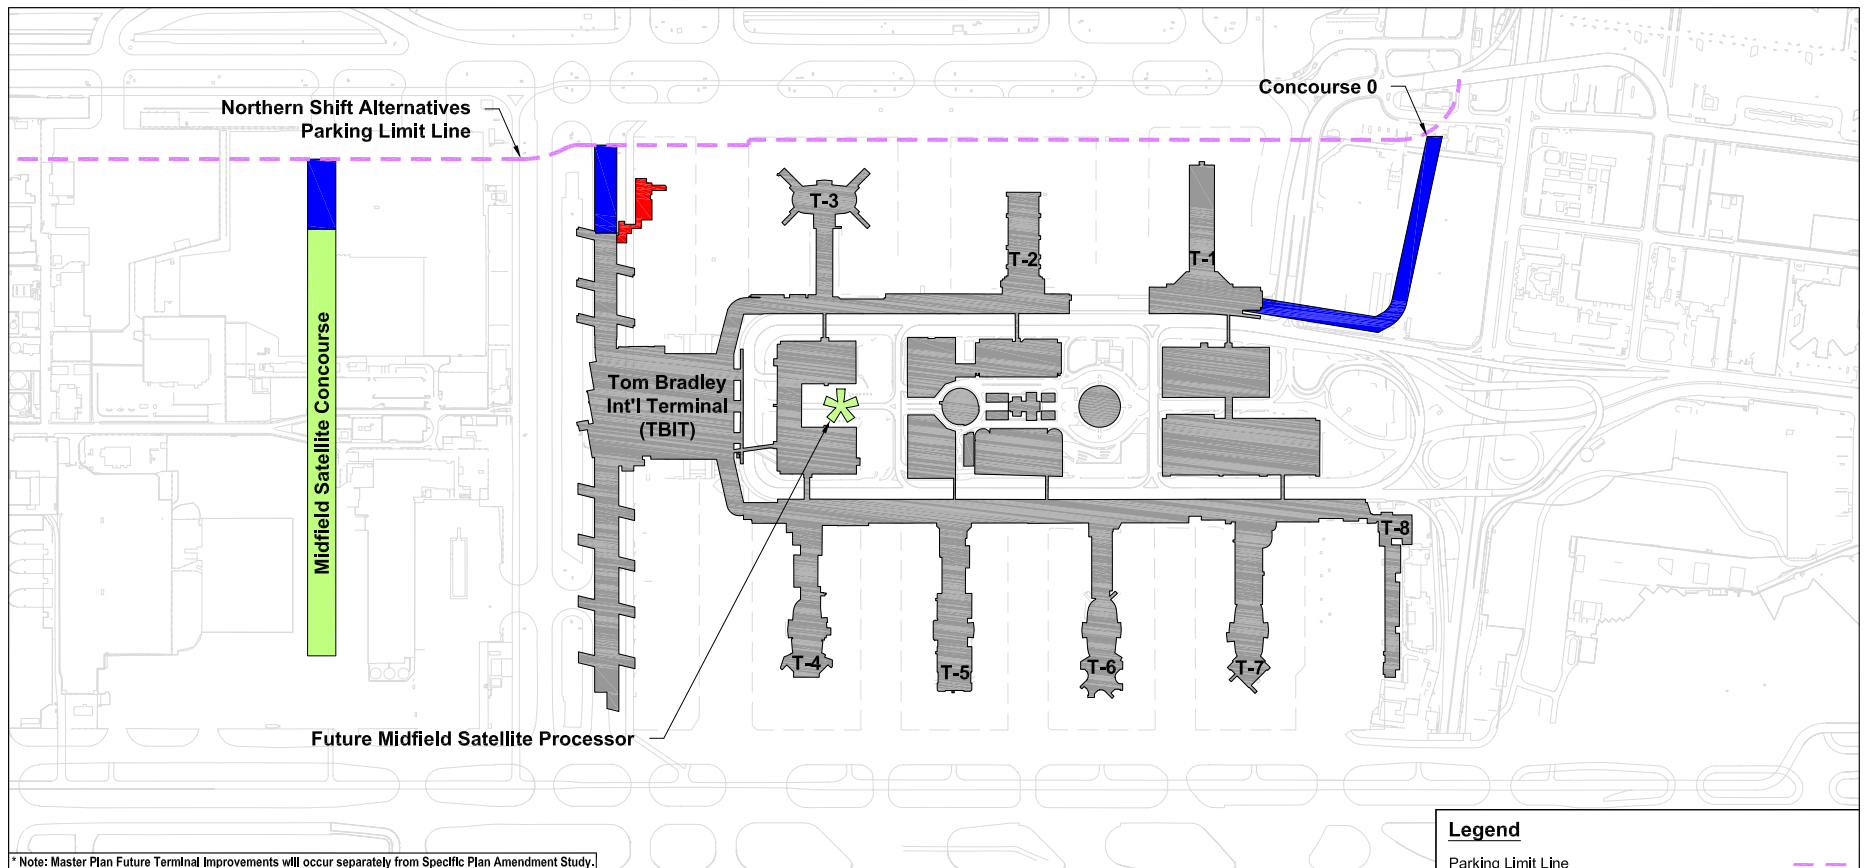 Northern Shift Alternatives
Parking Limit Line
Concourse 0
T-3
T-2
T-1
Midfield Satellite Concourse
Tom Bradley
Int'l Terminal
(TBIT)
T-8
T-4
T-5
T-6
T-7
Future Midfield Satellite Processor
Legend
* Note: Master Plan Future Terminal Improvements will occur separately from Specific Plan Amendment Study.
Parking Limit Line